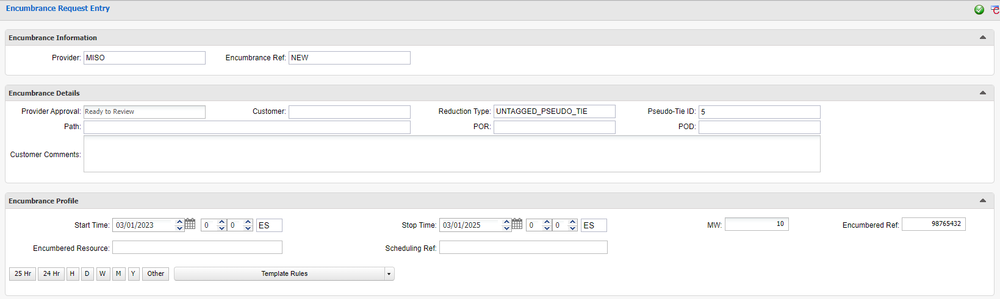 Encumbrance Request Entry
Encumbrance Information
Provider: MISO Encumbrance Ref: NEW
Encumbrance Details
Provider Approval: Ready to Review Customer: Reduction Type: UNTAGGED_PSEUDO_TIE Pseudo-Tie ID: 5
Path: POR: POD:
Customer Comments:
Encumbrance Profile
Start Time: 03/01/2023 0 0 ES Stop Time: 03/01/2025 0 0 ES MW: 10 Encumbered Ref: 98765432
Encumbered Resource: Scheduling Ref:
25 Hr 24 Hr H D W M Y Other Template Rules